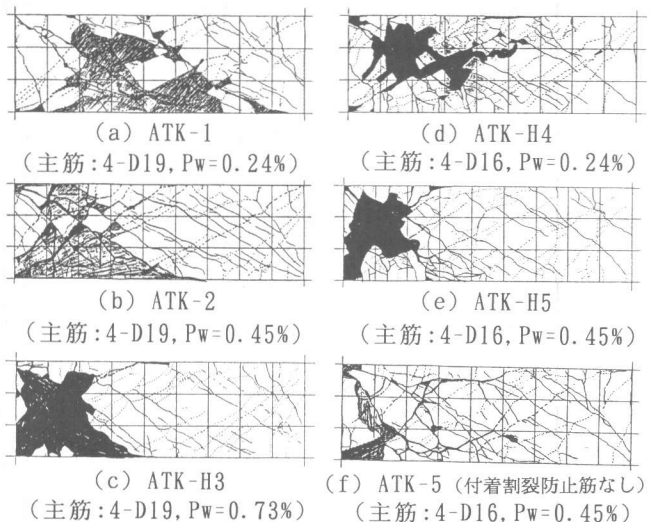 (a) ATK-1
(主筋:4-D19,Pw=0.24%)
(d) ATK-H4
(主筋:4-D16,Pw=0.24%)
(b) ATK-2
(主筋:4-D19,Pw=0.45%)
(e) ATK-H5
(主筋:4-D16,Pw=0.45%)
(c) ATK-H3
(主筋:4-D19,Pw=0.73%)
(f) ATK-5 (付着割裂防止筋なし)
(主筋:4-D16,Pw=0.45%)